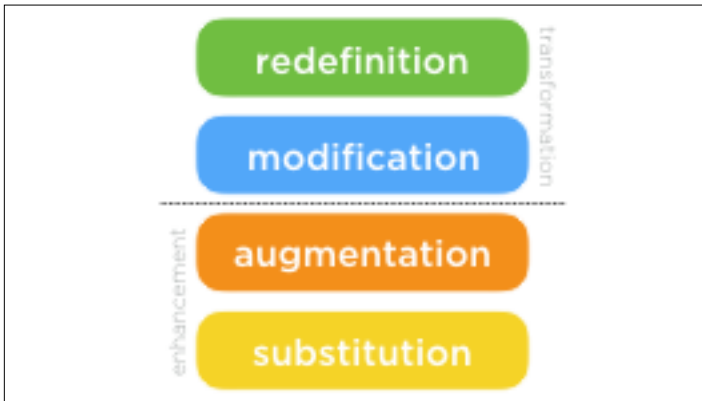 redefinition
transformation
modification
augmentation
enhancement
substitution